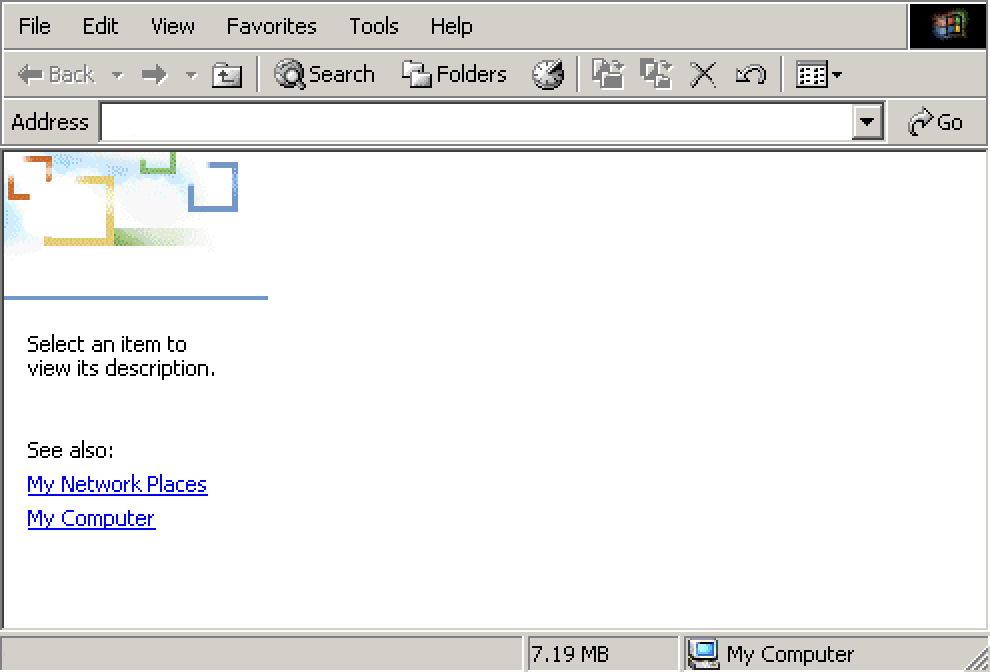 File Edit View Favorites Tools Help
Back Search Folders
Address Go
Select an item to
view its description.
See also:
My Network Places
My Computer
7.19 MB My Computer